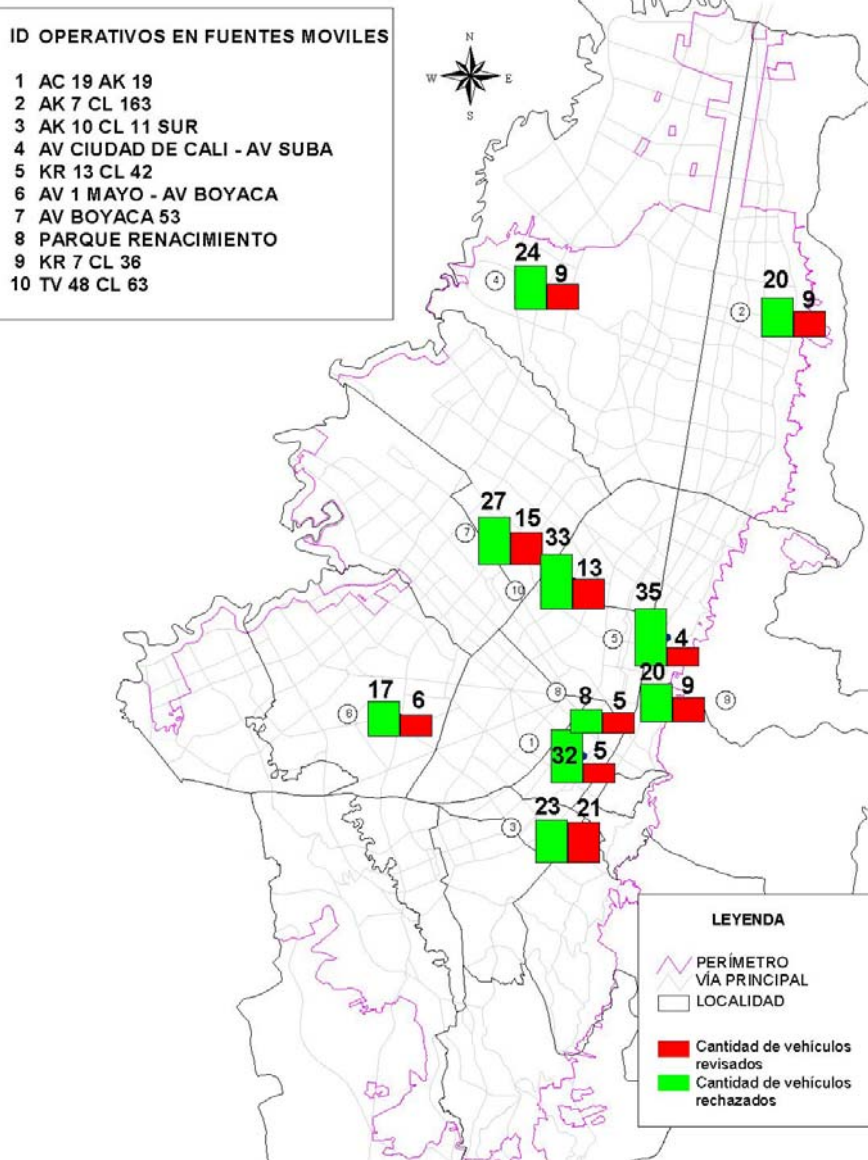 ID OPERATIVOS EN FUENTES MOVILES
1 AC 19 AK 19
2 AK 7 CL 163
3 AK 10 CL 11 SUR
4 AV CIUDAD DE CALI - AV SUBA
5 KR 13 CL 42
6 AV 1 MAYO - AV BOYACA
7 AV BOYACA 53
8 PARQUE RENACIMIENTO
9 KR 7 CL 36
10 TV 48 CL 63
N
W E
S
24
9
4
20
9
2
27
15
7
33
13
10
35
4
5
20
9
9
8
5
8
17
6
6
32
5
1
23
21
3
LEYENDA
PERÍMETRO
VÍA PRINCIPAL
LOCALIDAD
Cantidad de vehículos
revisados
Cantidad de vehículos
rechazados